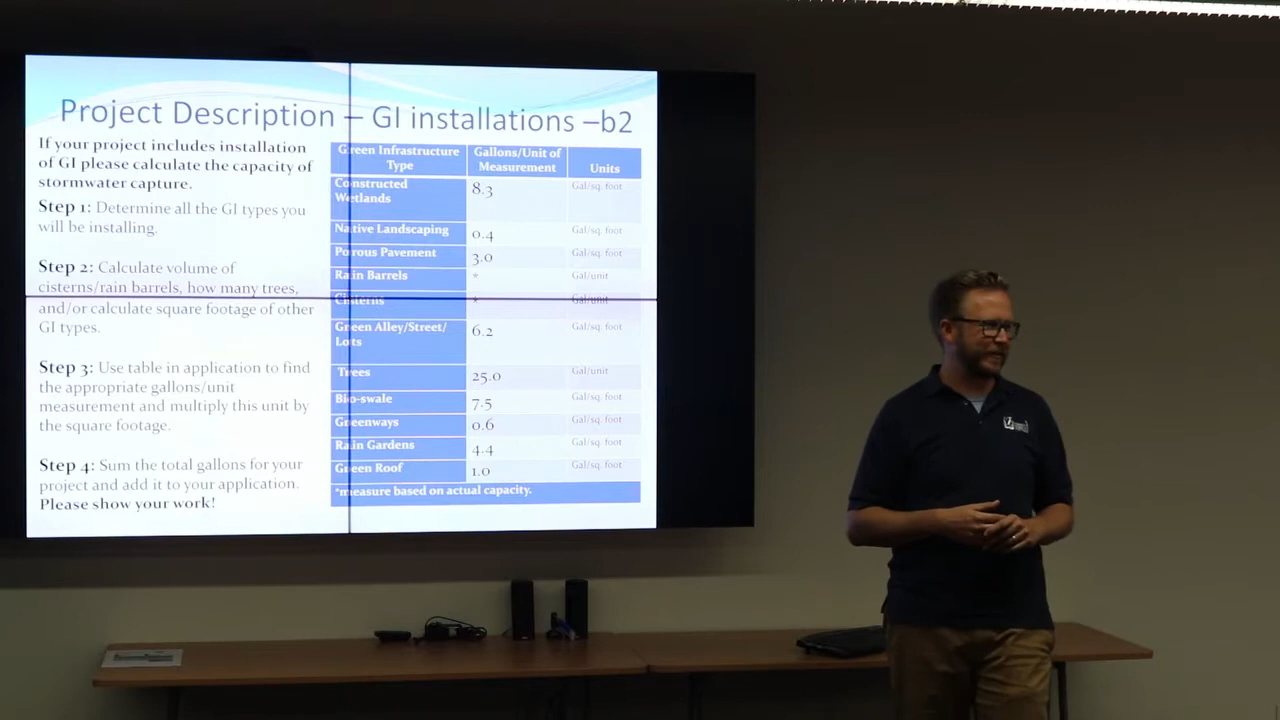 Project Description – GI installations –b2
If your project includes installation
of GI please calculate the capacity of
stormwater capture.
Step 1: Determine all the GI types you
will be installing.
Step 2: Calculate volume of
cisterns/rain barrels, how many trees,
and/or calculate square footage of other
GI types.
Step 3: Use table in application to find
the appropriate gallons/unit
measurement and multiply this unit by
the square footage.
Step 4: Sum the total gallons for your
project and add it to your application.
Please show your work!
Green Infrastructure Type Gallons/Unit of Measurement Units
Constructed Wetlands 8.3 Gal/sq. foot
Native Landscaping 0.4 Gal/sq. foot
Porous Pavement 3.0 Gal/sq. foot
Rain Barrels * Gal/unit
Cisterns * Gal/unit
Green Alley/Street/ Lots 6.2 Gal/sq. foot
Trees 25.0 Gal/unit
Bio-swale 7.5 Gal/sq. foot
Greenways 0.6 Gal/sq. foot
Rain Gardens 4.4 Gal/sq. foot
Green Roof 1.0 Gal/sq. foot
*measure based on actual capacity.